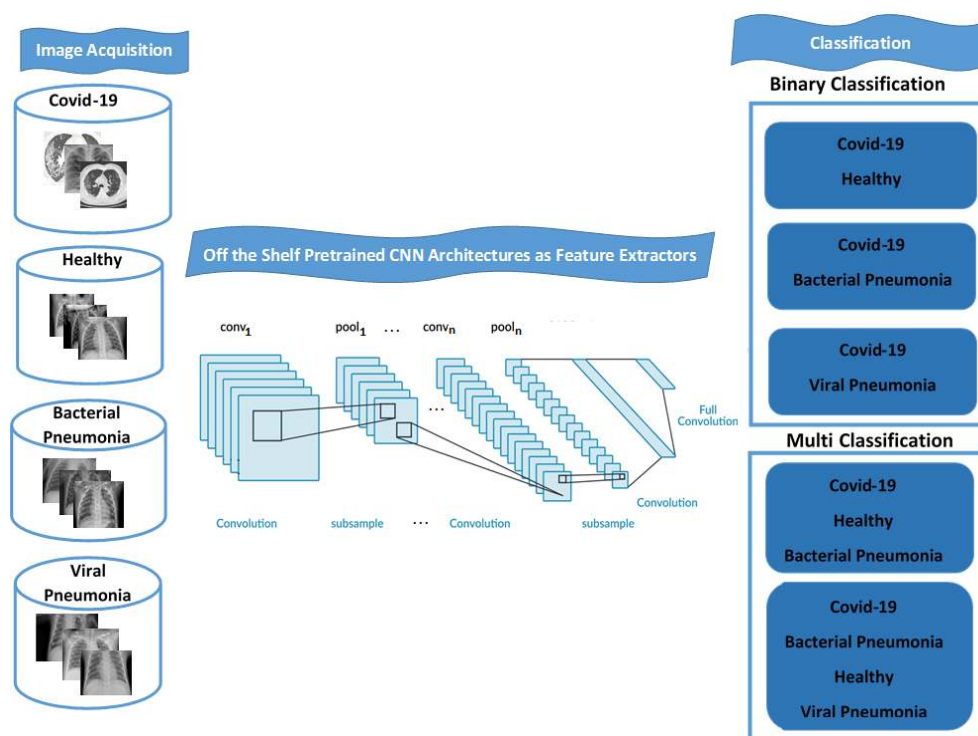 Image Acquisition
Covid-19
Healthy
Bacterial
Pneumonia
Viral
Pneumonia
Off the Shelf Pretrained CNN Architectures as Feature Extractors
conv1 pool1 ... convn pooln
...
Full
Convolution
Convolution
Convolution subsample ... Convolution subsample
Classification
Binary Classification
Covid-19
Healthy
Covid-19
Bacterial Pneumonia
Covid-19
Viral Pneumonia
Multi Classification
Covid-19
Healthy
Bacterial Pneumonia
Covid-19
Bacterial Pneumonia
Healthy
Viral Pneumonia